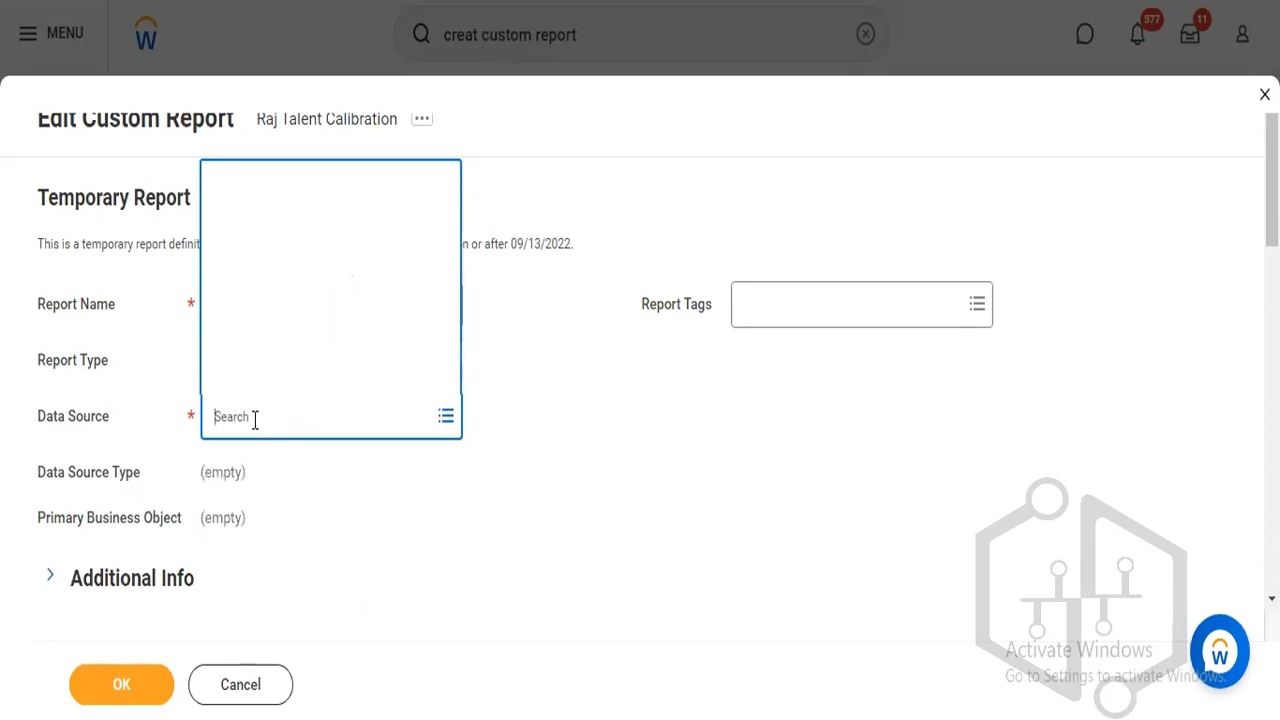 MENU
creat custom report
577
11
Edit Custom Report Raj Talent Calibration
Temporary Report
This is a temporary report definit
n or after 09/13/2022.
Report Name *
Report Tags
Report Type
Data Source * Search
Data Source Type (empty)
Primary Business Object (empty)
Additional Info
Activate Windows
Go to Settings to activate Windows.
OK
Cancel